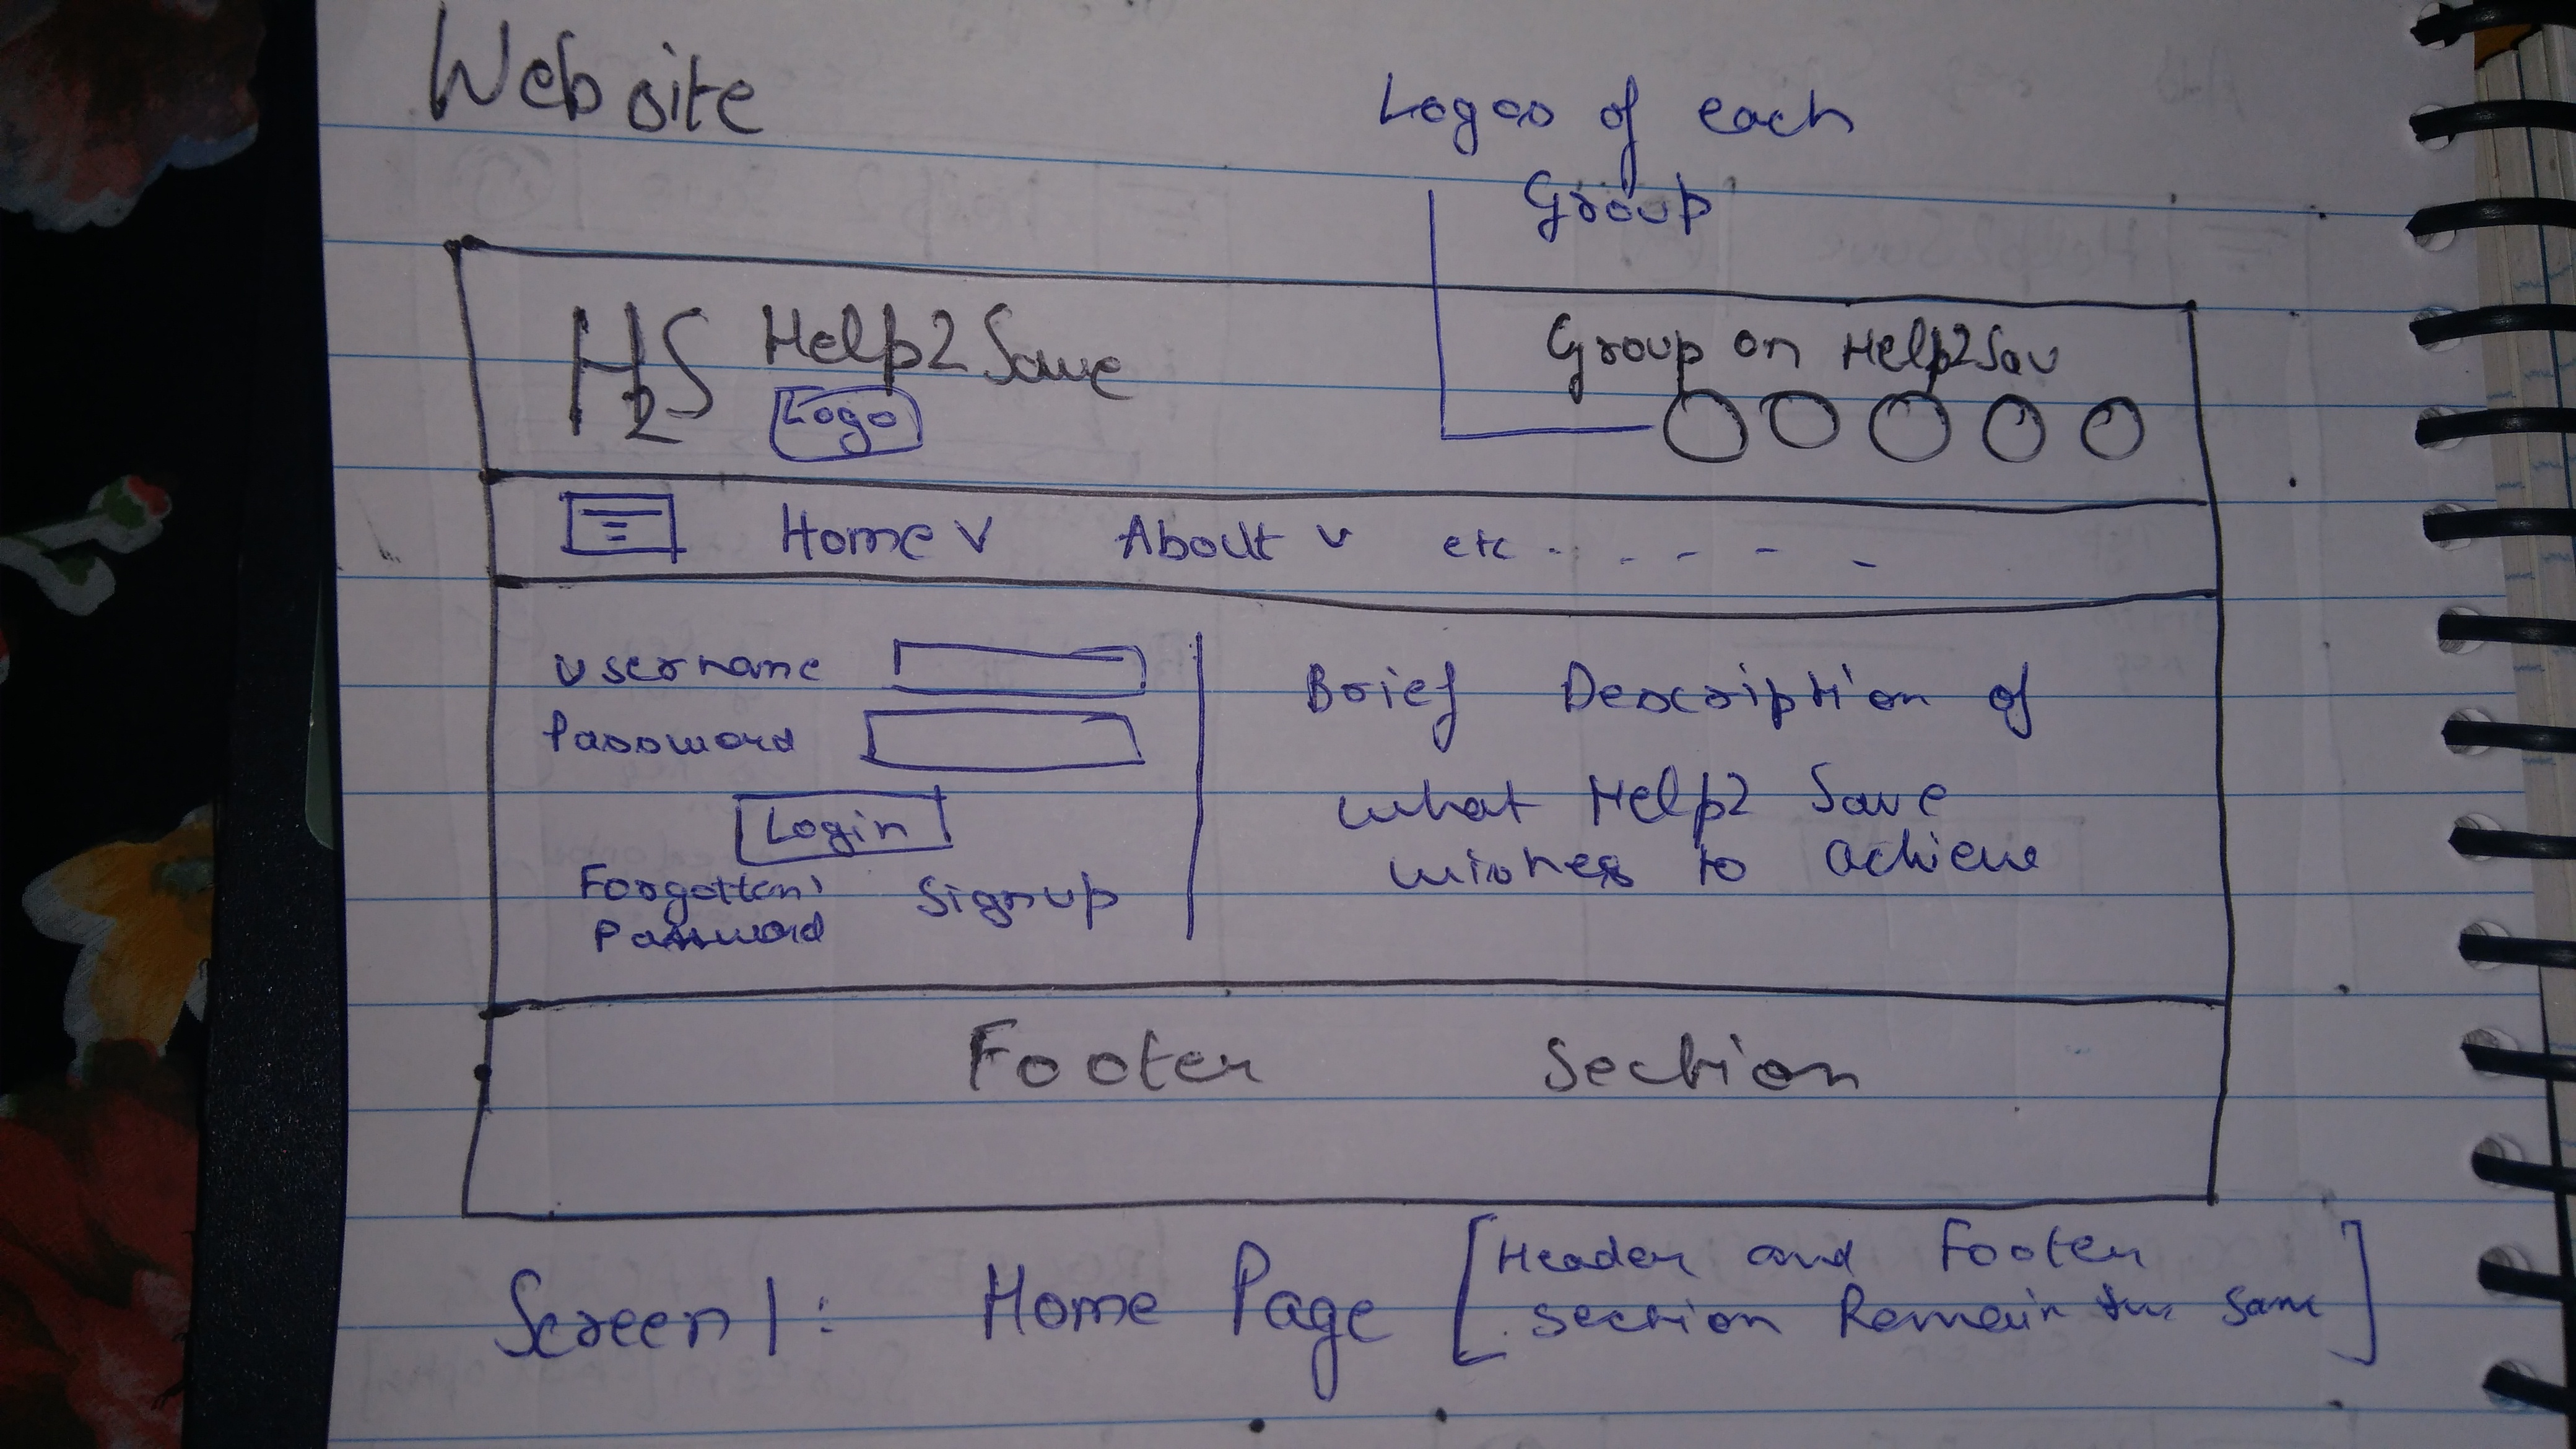 Website
Logos of each
Group
H2S Help2Save
Logo
Group on Help2Sav
Home v About v etc - - - - -
username
Password
Login
Forgotten
Password
Signup
Brief Description of
what Help2 Save
wishes to achieve
Footer Section
Screen 1: Home Page [Header and Footer
section Remain the same]